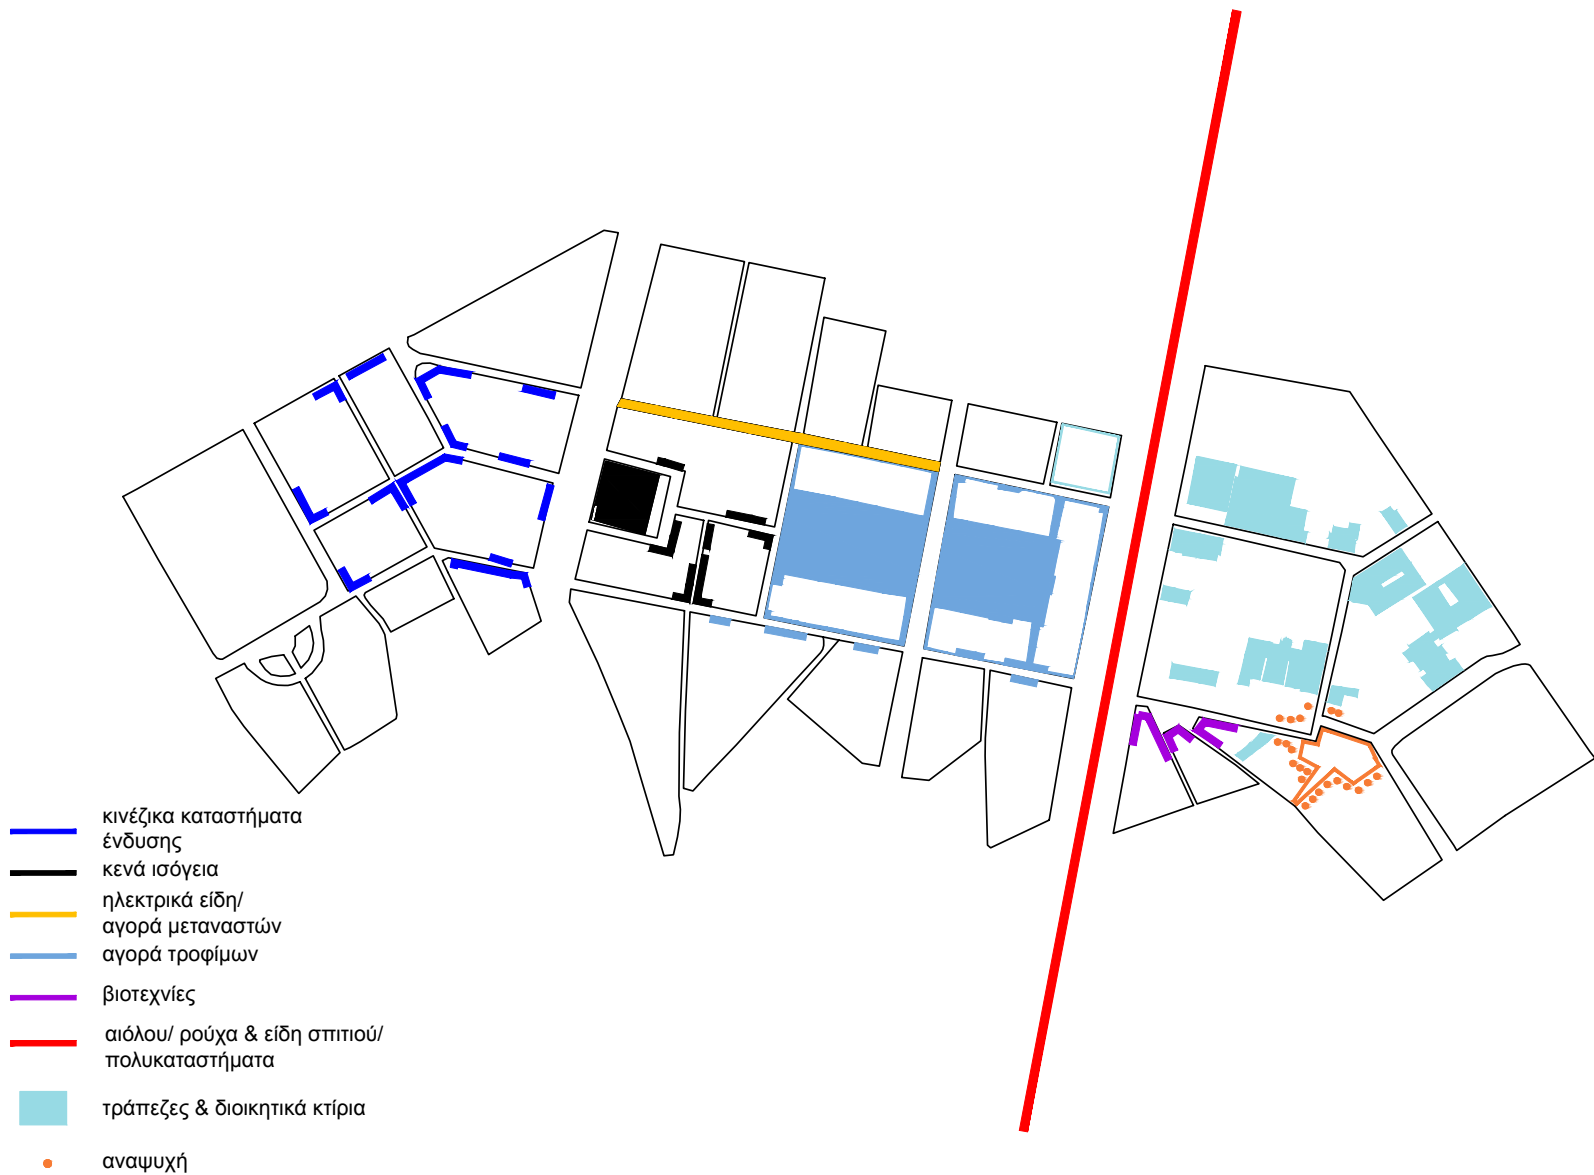 κινέζικα καταστήματα
ένδυσης
κενά ισόγεια
ηλεκτρικά είδη/
αγορά μεταναστών
αγορά τροφίμων
βιοτεχνίες
αιόλου/ ρούχα & είδη σπιτιού/
πολυκαταστήματα
τράπεζες & διοικητικά κτίρια
αναψυχή